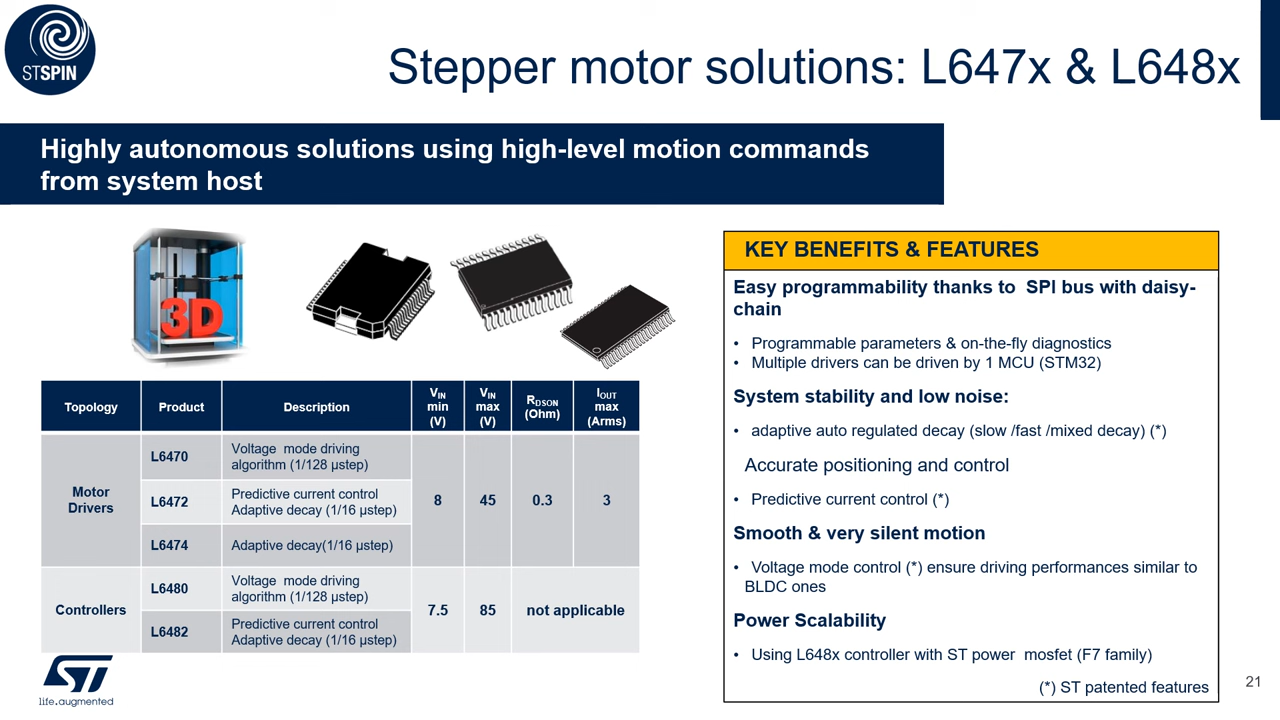 STSPIN
Stepper motor solutions: L647x & L648x
Highly autonomous solutions using high-level motion commands
from system host
3D
Topology
Product
Description
VIN
min
(V)
VIN
max
(V)
RDSON
(Ohm)
IOUT
max
(Arms)
Motor
Drivers
L6470
Voltage  mode driving
algorithm (1/128 µstep)
L6472
Predictive current control
Adaptive decay (1/16 µstep)
L6474
Adaptive decay(1/16 µstep)
8
45
0.3
3
Controllers
L6480
Voltage  mode driving
algorithm (1/128 µstep)
L6482
Predictive current control
Adaptive decay (1/16 µstep)
7.5
85
not applicable
KEY BENEFITS & FEATURES
Easy programmability thanks to  SPI bus with daisy-
chain
• Programmable parameters & on-the-fly diagnostics
• Multiple drivers can be driven by 1 MCU (STM32)
System stability and low noise:
• adaptive auto regulated decay (slow /fast /mixed decay) (*)
Accurate positioning and control
• Predictive current control (*)
Smooth & very silent motion
• Voltage mode control (*) ensure driving performances similar to
BLDC ones
Power Scalability
• Using L648x controller with ST power  mosfet (F7 family)
(*) ST patented features
ST
life.augmented
21